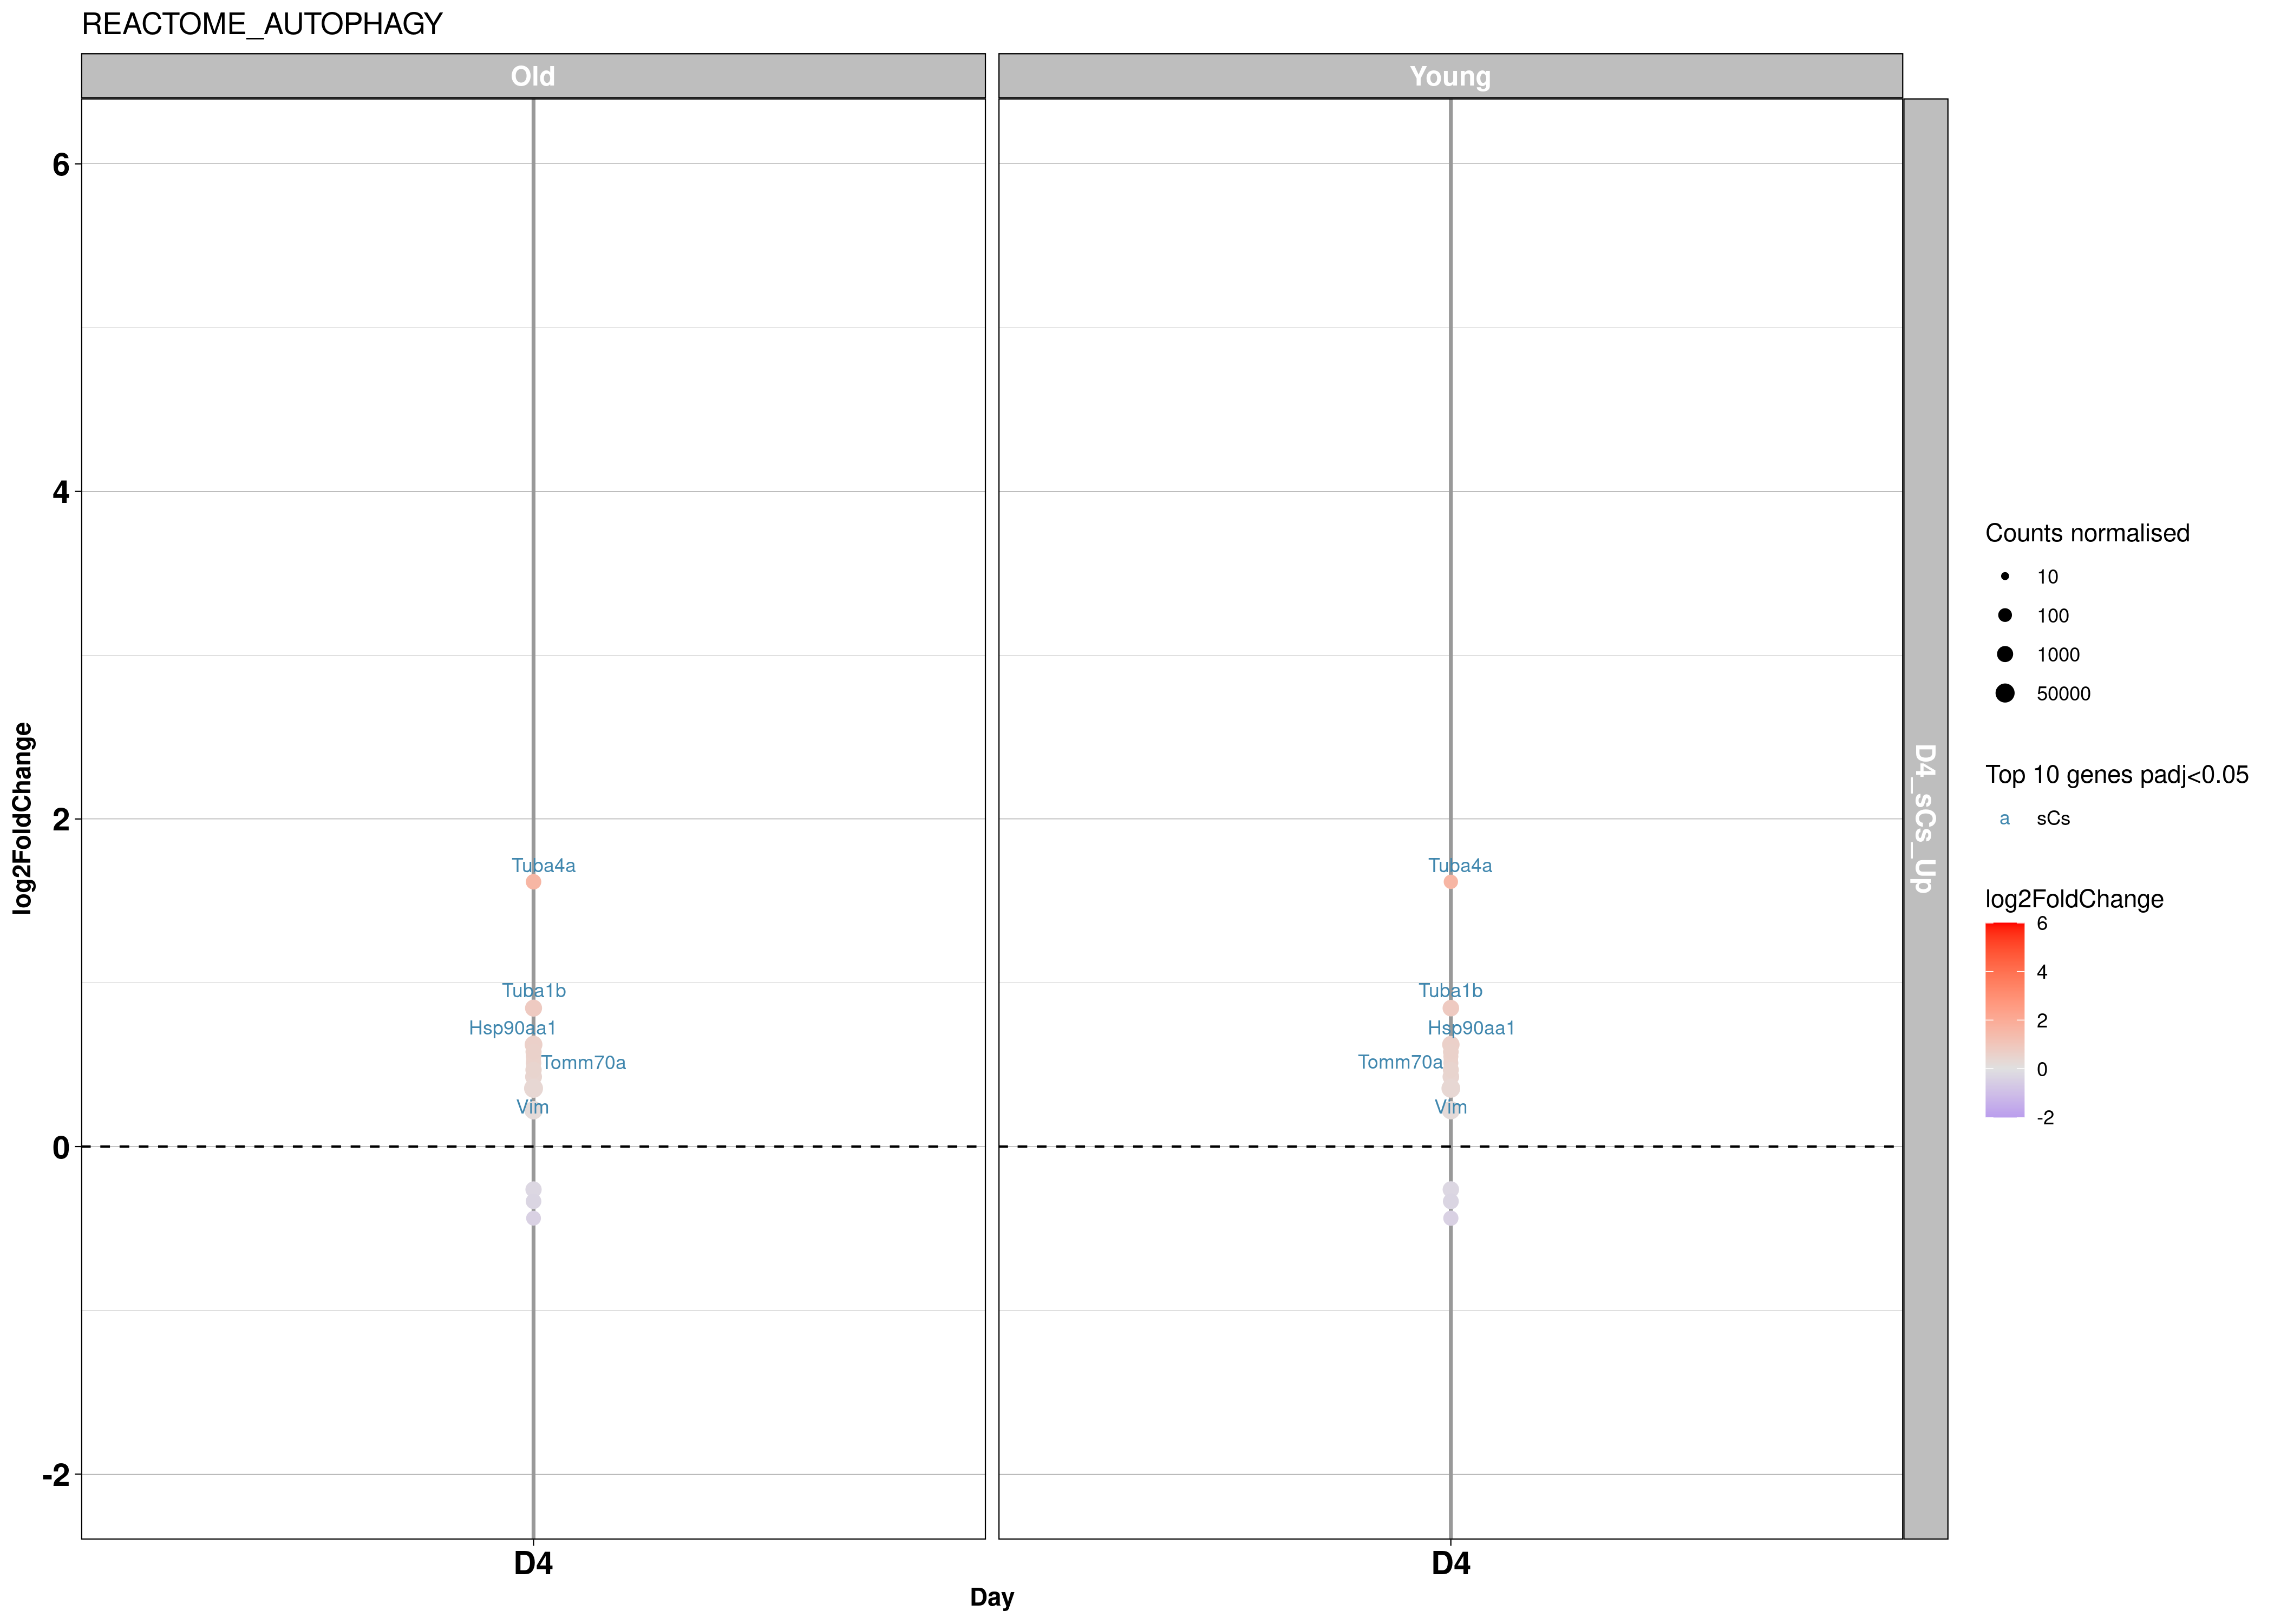 REACTOME_AUTOPHAGY
Old
Young
D4_sCs_Up
log2FoldChange
6
4
2
0
-2
Tuba4a
Tuba1b
Hsp90aa1
Tomm70a
Vim
Tuba4a
Tuba1b
Hsp90aa1
Tomm70a
Vim
D4
D4
Day
Counts normalised
10
100
1000
50000
Top 10 genes padj<0.05
a sCs
log2FoldChange
6
4
2
0
-2